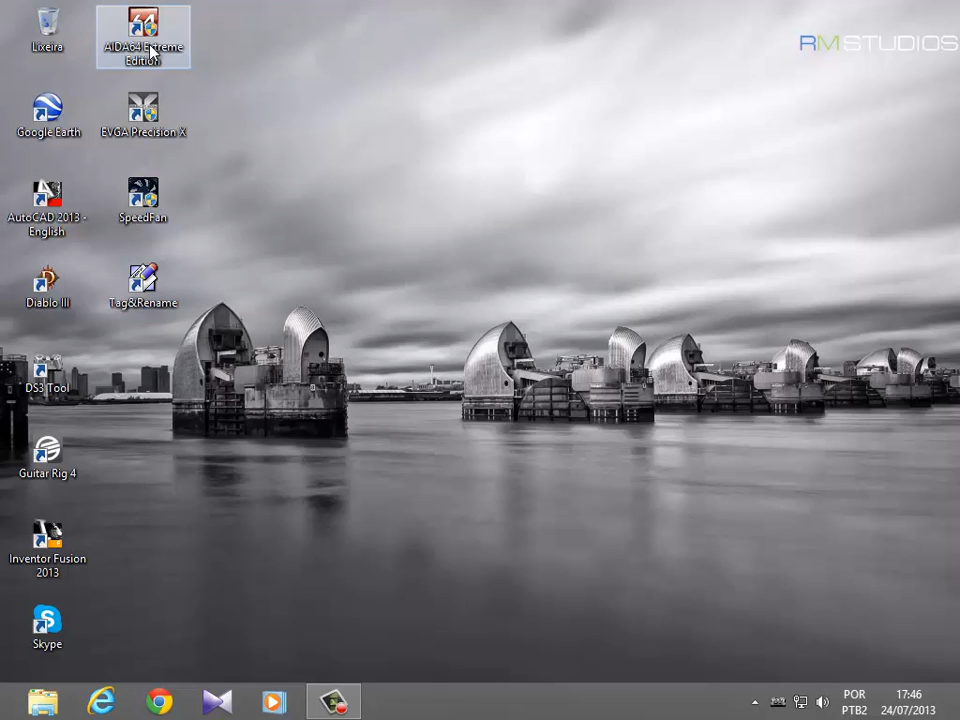 Lixeira
AIDA64 Extreme
Edition
RM STUDIOS
Google Earth
EVGA Precision X
AutoCAD 2013 -
English
SpeedFan
Diablo III
Tag&Rename
DS3 Tool
Guitar Rig 4
Inventor Fusion
2013
Skype
POR
PTB2
17:46
24/07/2013